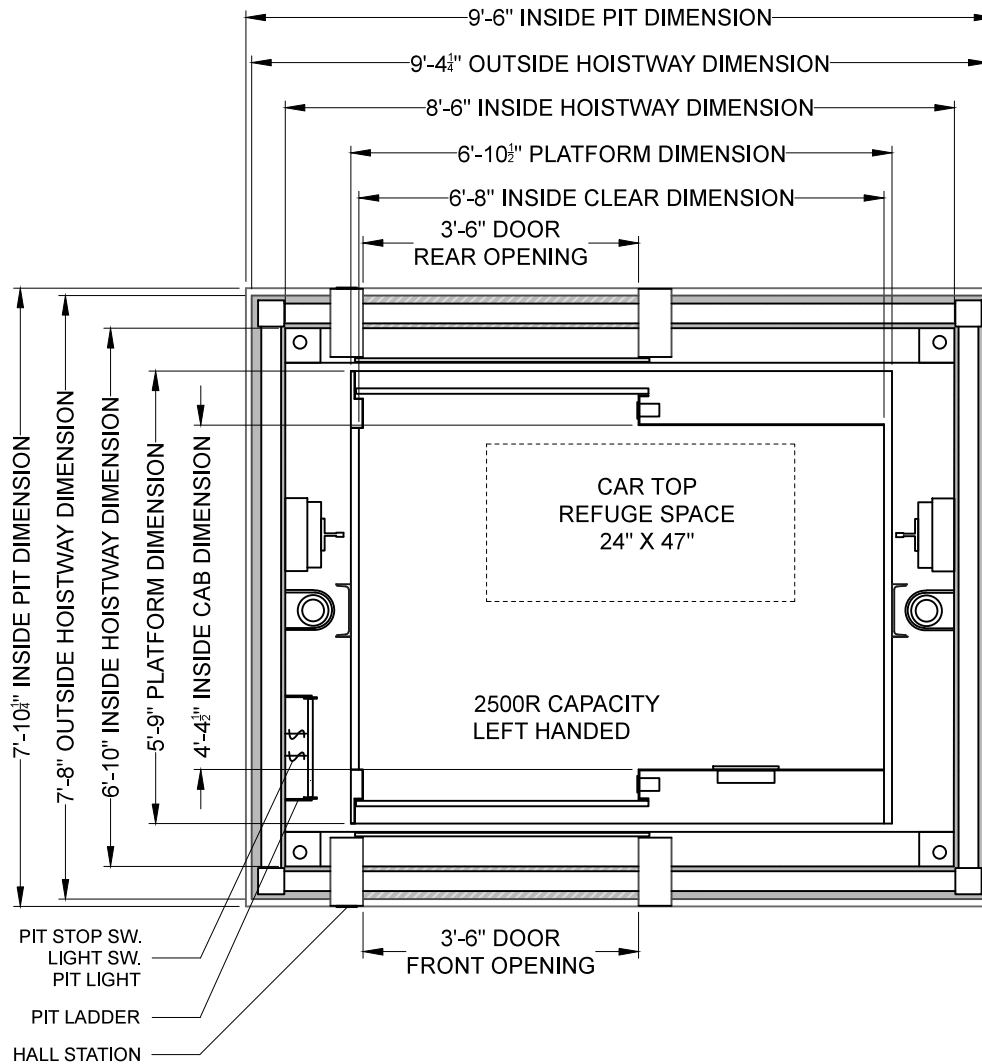 9'-6" INSIDE PIT DIMENSION
9'-4¼" OUTSIDE HOISTWAY DIMENSION
8'-6" INSIDE HOISTWAY DIMENSION
6'-10½" PLATFORM DIMENSION
6'-8" INSIDE CLEAR DIMENSION
3'-6" DOOR
REAR OPENING
7'-10¼" INSIDE PIT DIMENSION
7'-8" OUTSIDE HOISTWAY DIMENSION
6'-10" INSIDE HOISTWAY DIMENSION
5'-9" PLATFORM DIMENSION
4'-4½" INSIDE CAB DIMENSION
CAR TOP
REFUGE SPACE
24" X 47"
2500R CAPACITY
LEFT HANDED
PIT STOP SW.
LIGHT SW.
PIT LIGHT
PIT LADDER
HALL STATION
3'-6" DOOR
FRONT OPENING